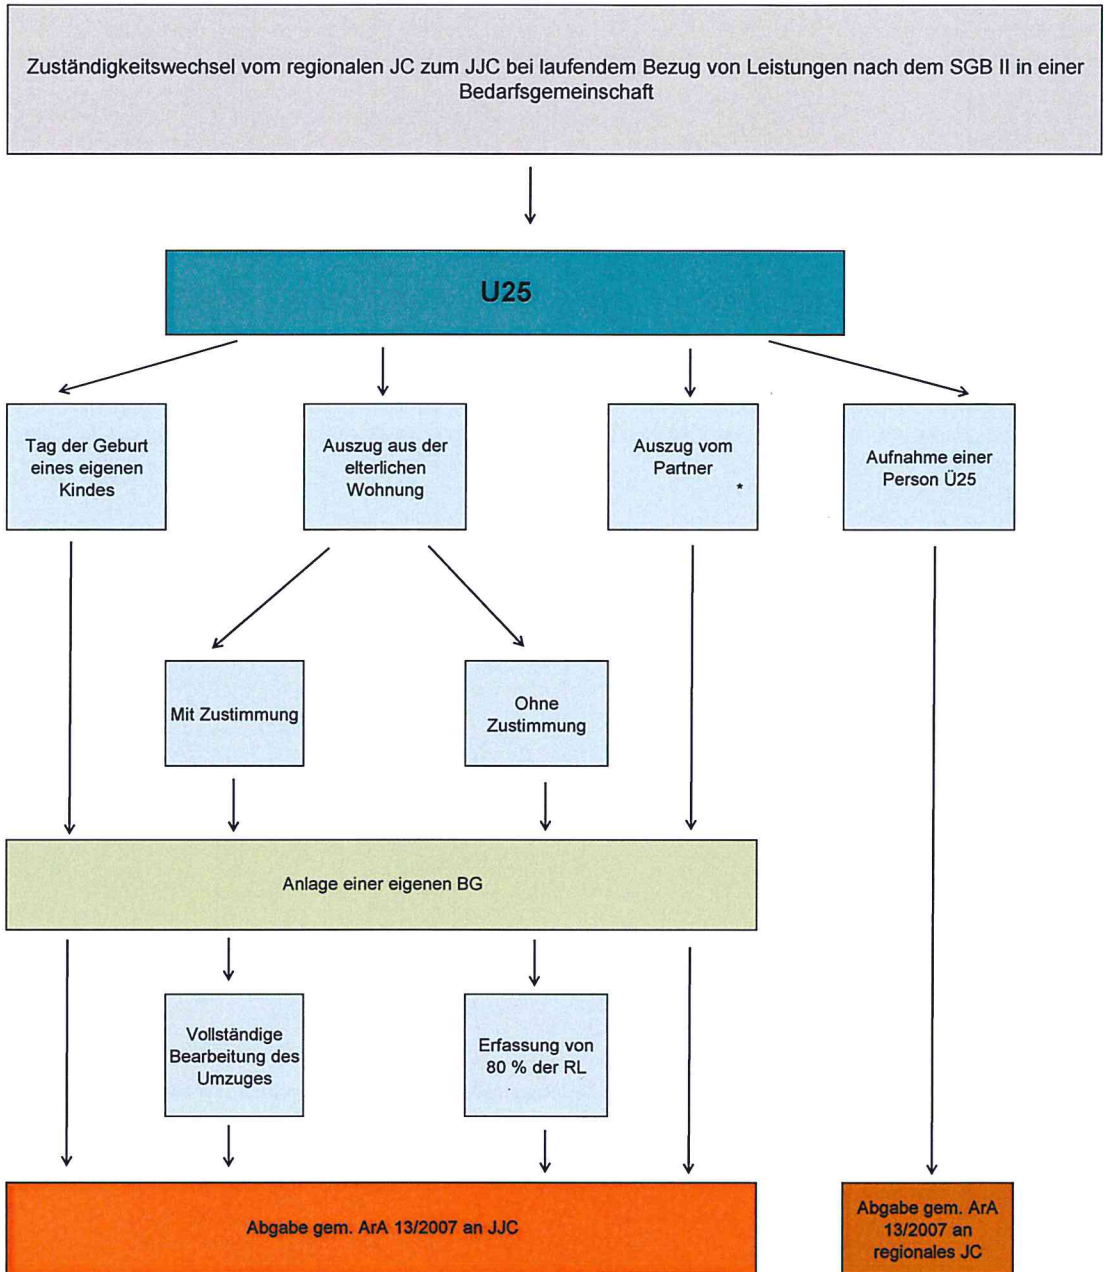 Zuständigkeitswechsel vom regionalen JC zum JJC bei laufendem Bezug von Leistungen nach dem SGB II in einer
Bedarfsgemeinschaft
U25
Tag der Geburt
eines eigenen
Kindes
Auszug aus der
elterlichen
Wohnung
Auszug vom
Partner
*
Aufnahme einer
Person Ü25
Mit Zustimmung
Ohne
Zustimmung
Anlage einer eigenen BG
Vollständige
Bearbeitung des
Umzuges
Erfassung von
80 % der RL
Abgabe gem. ArA 13/2007 an JJC
Abgabe gem. ArA
13/2007 an
regionales JC